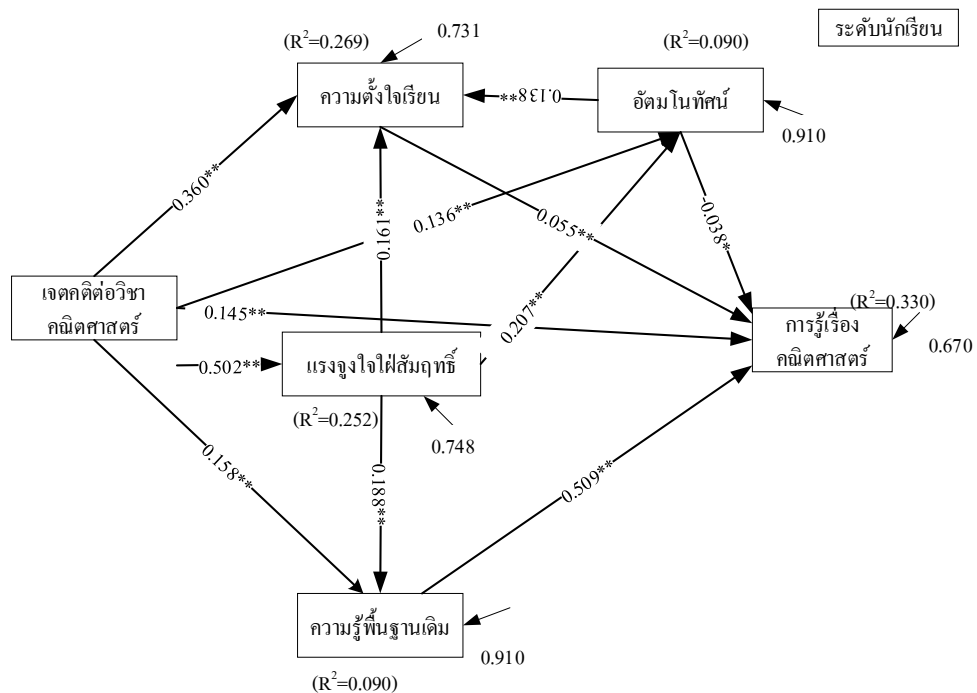 ระดับนักเรียน
(R²=0.269)
0.731
(R²=0.090)
ความตั้งใจเรียน
0.138**
อัตมโนทัศน์
0.910
0.360**
0.191**
0.136**
0.055**
-0.038*
เจตคติต่อวิชา
คณิตศาสตร์
0.145**
0.207**
(R²=0.330)
การรู้เรื่อง
คณิตศาสตร์
0.670
0.502**
แรงจูงใจใฝ่สัมฤทธิ์
(R²=0.252)
0.748
0.158**
0.188**
0.509**
ความรู้พื้นฐานเดิม
0.910
(R²=0.090)